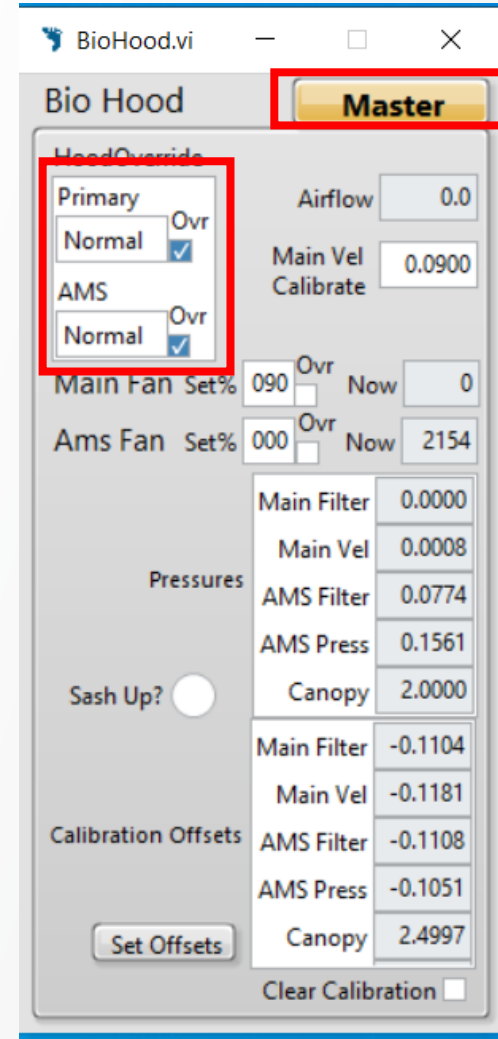 BioHood.vi
Bio Hood Master
HoodOverride
Primary
Normal Ovr
AMS
Normal Ovr
Airflow 0.0
Main Vel Calibrate 0.0900
Main Fan Set% 090 Ovr Now 0
Ams Fan Set% 000 Ovr Now 2154
Pressures
Main Filter 0.0000
Main Vel 0.0008
AMS Filter 0.0774
AMS Press 0.1561
Canopy 2.0000
Sash Up?
Calibration Offsets
Main Filter -0.1104
Main Vel -0.1181
AMS Filter -0.1108
AMS Press -0.1051
Canopy 2.4997
Set Offsets
Clear Calibration